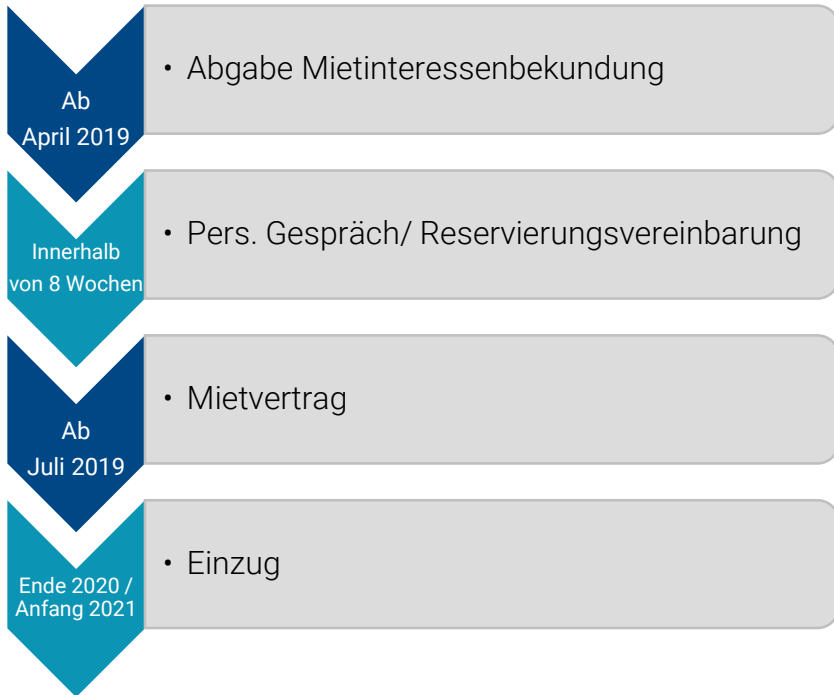 Ab
April 2019
• Abgabe Mietinteressenbekundung
Innerhalb
von 8 Wochen
• Pers. Gespräch/ Reservierungsvereinbarung
Ab
Juli 2019
• Mietvertrag
Ende 2020 /
Anfang 2021
• Einzug